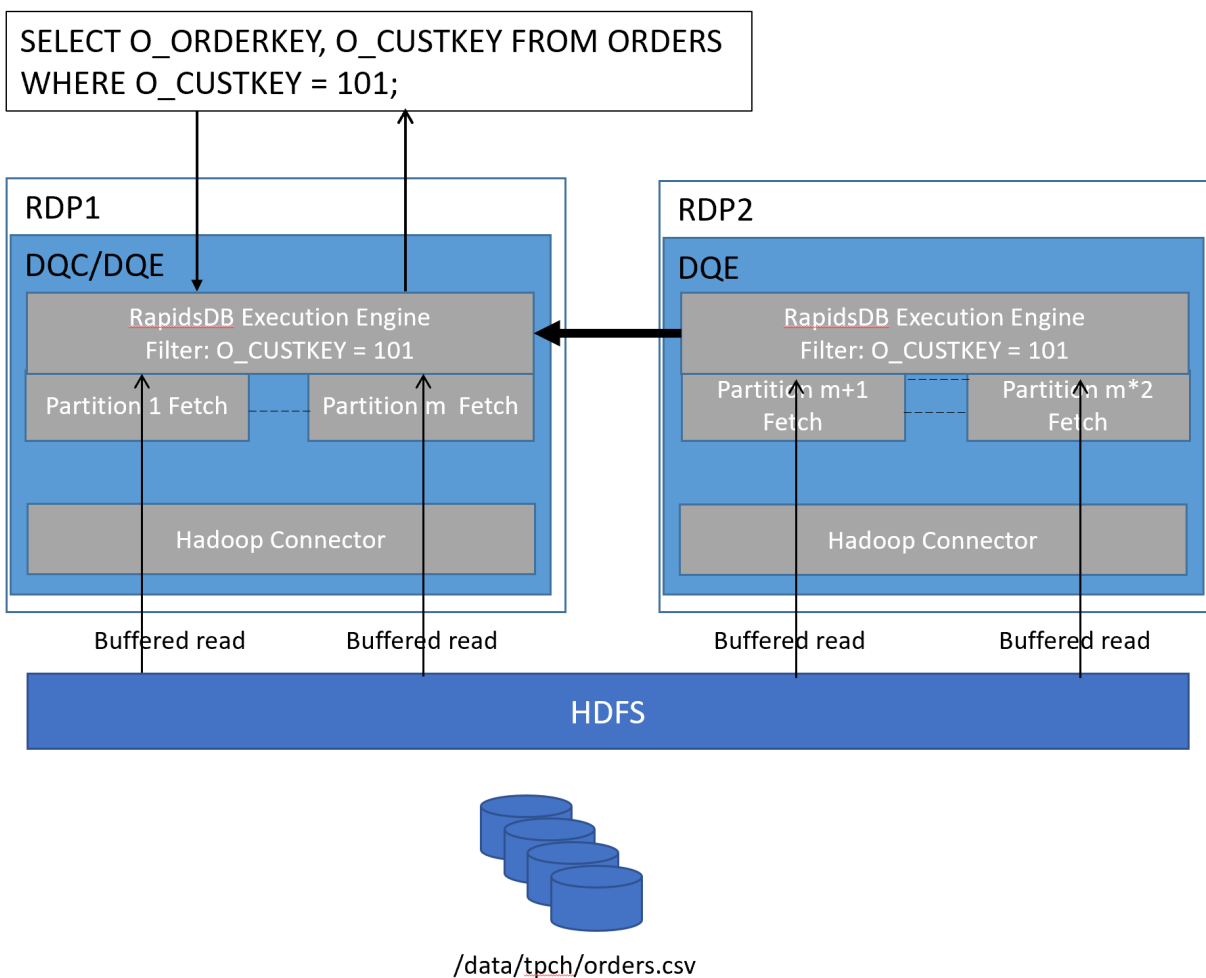 SELECT O_ORDERKEY, O_CUSTKEY FROM ORDERS
WHERE O_CUSTKEY = 101;
RDP1
DQC/DQE
RapidsDB Execution Engine
Filter: O_CUSTKEY = 101
Partition 1 Fetch
Partition m  Fetch
Hadoop Connector
RDP2
DQE
RapidsDB Execution Engine
Filter: O_CUSTKEY = 101
Partition m+1
Fetch
Partition m*2
Fetch
Hadoop Connector
Buffered read
Buffered read
Buffered read
Buffered read
HDFS
/data/tpch/orders.csv